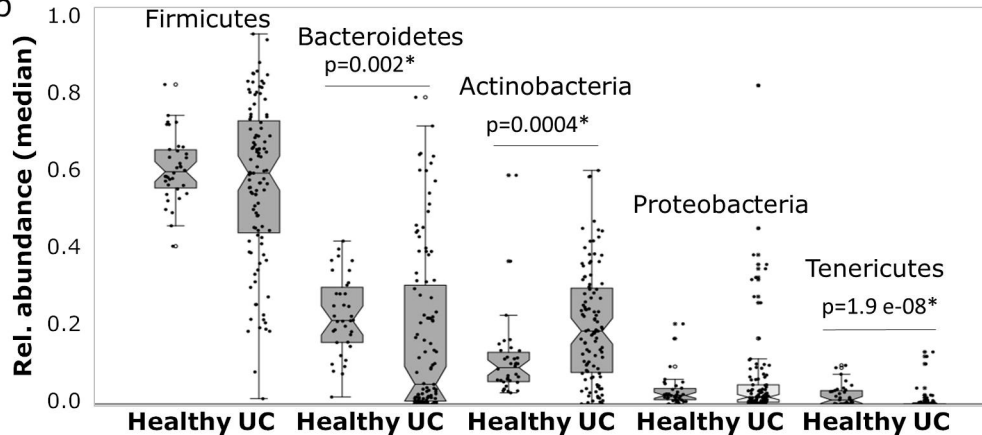 b
Rel. abundance (median)
1.0
0.8
0.6
0.4
0.2
0.0
Firmicutes
Bacteroidetes
p=0.002*
Actinobacteria
p=0.0004*
Proteobacteria
Tenericutes
p=1.9 e-08*
Healthy UC Healthy UC Healthy UC Healthy UC Healthy UC